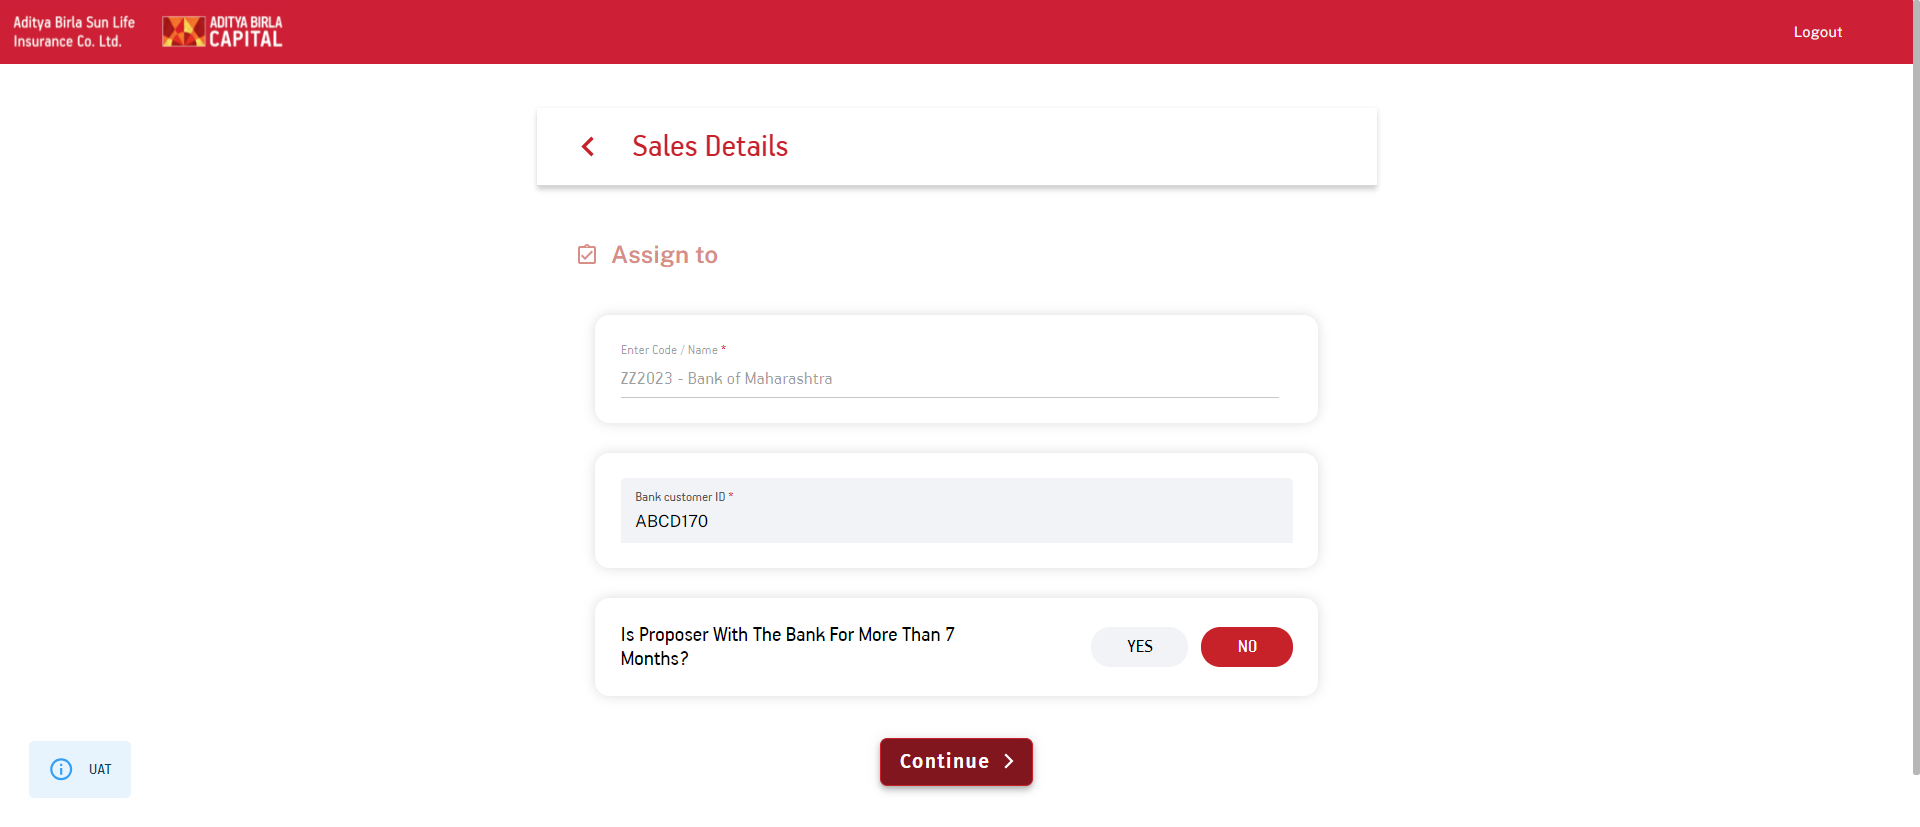 Aditya Birla Sun Life
Insurance Co. Ltd.
ADITYA BIRLA
CAPITAL
Logout
Sales Details
Assign to
Enter Code / Name *
ZZ2023 - Bank of Maharashtra
Bank customer ID *
ABCD170
Is Proposer With The Bank For More Than 7
Months?
YES
NO
Continue
UAT